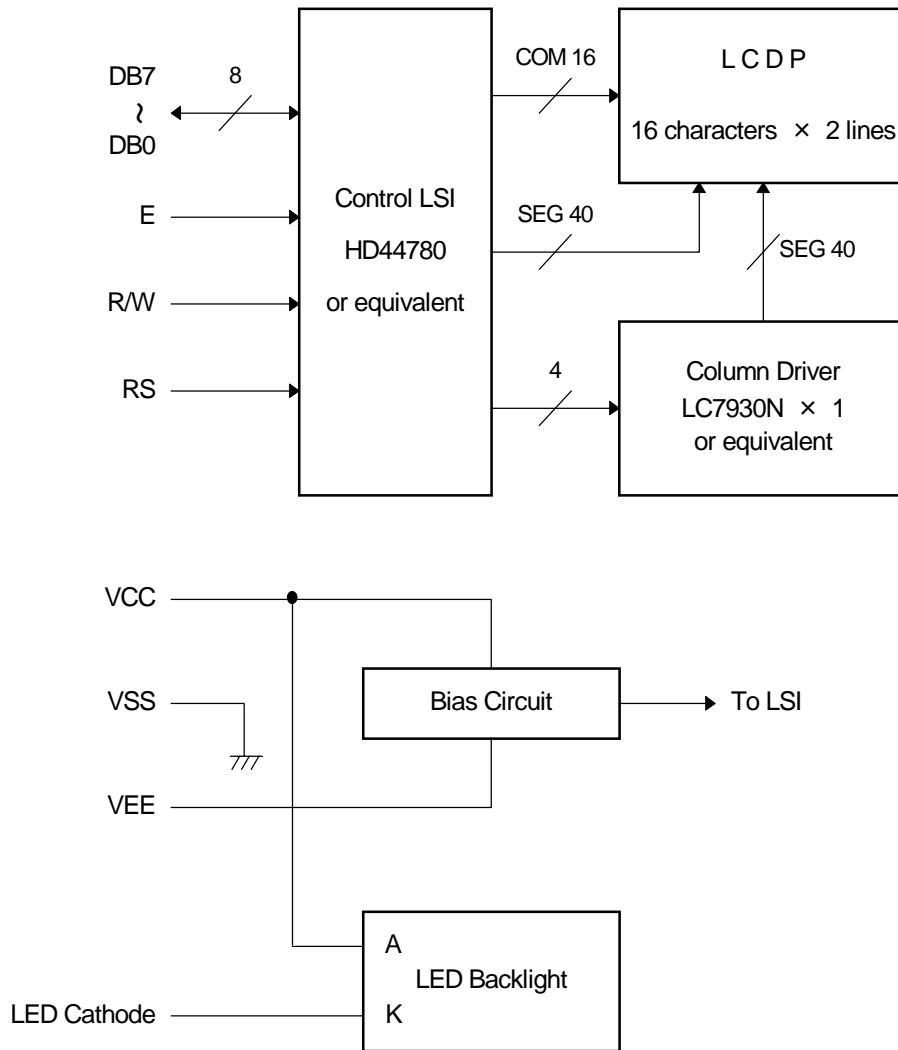 DB7
~
DB0
8
E
R/W
RS
Control LSI
HD44780
or equivalent
COM 16
SEG 40
4
L C D P
16 characters × 2 lines
SEG 40
Column Driver
LC7930N × 1
or equivalent
VCC
VSS
VEE
Bias Circuit
To LSI
A
LED Backlight
K
LED Cathode